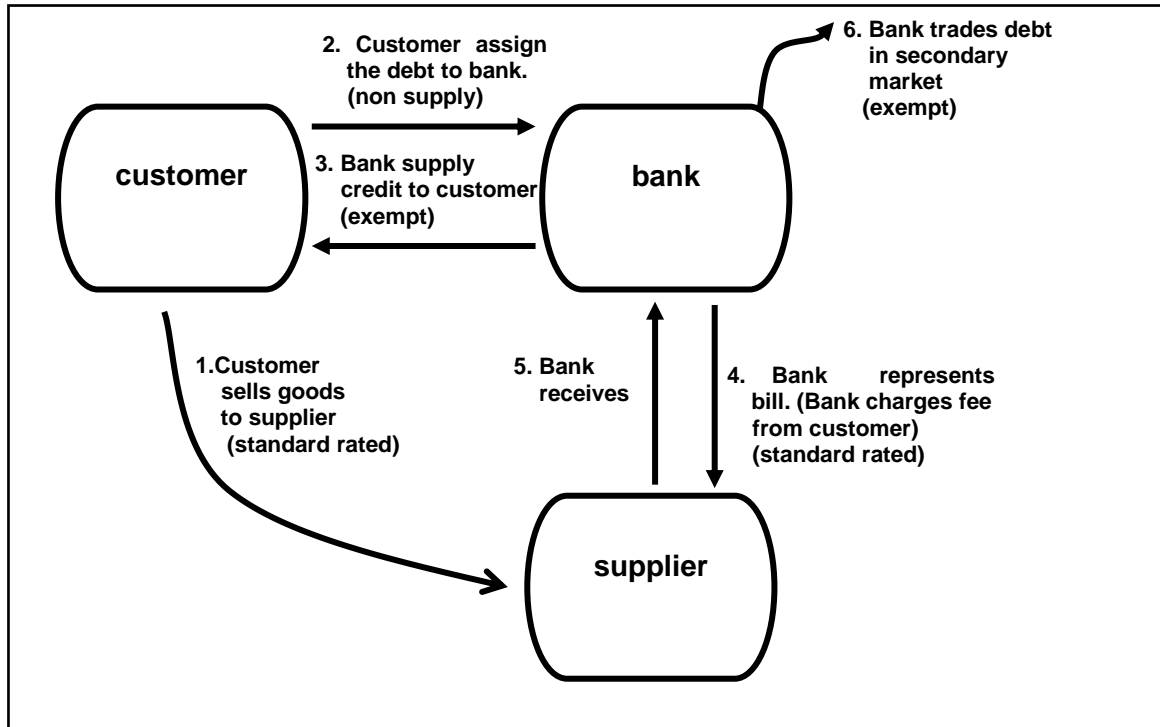 2. Customer assign
the debt to bank.
(non supply)
6. Bank trades debt
in secondary
market
(exempt)
customer
3. Bank supply
credit to customer
(exempt)
bank
1.Customer
sells goods
to supplier
(standard rated)
5. Bank
receives
4. Bank represents
bill. (Bank charges fee
from customer)
(standard rated)
supplier